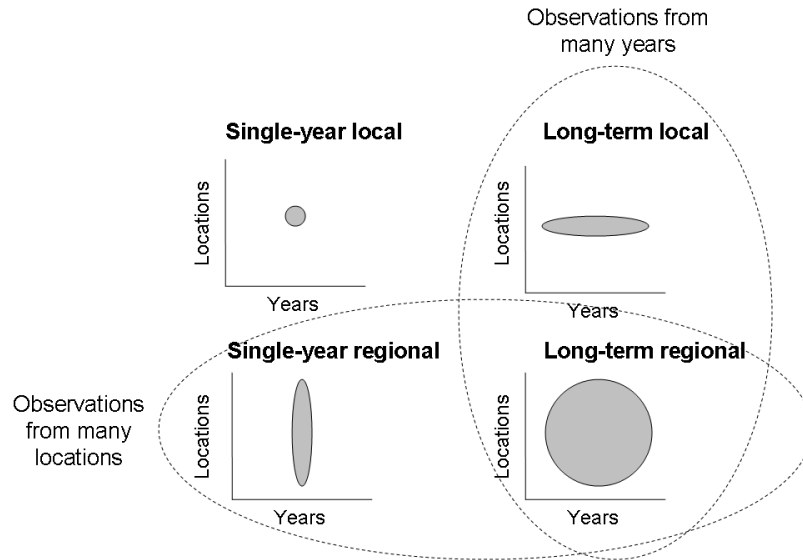 Observations from
many years
Single-year local
Long-term local
Locations
Years
Locations
Years
Single-year regional
Long-term regional
Observations
from many
locations
Locations
Years
Locations
Years